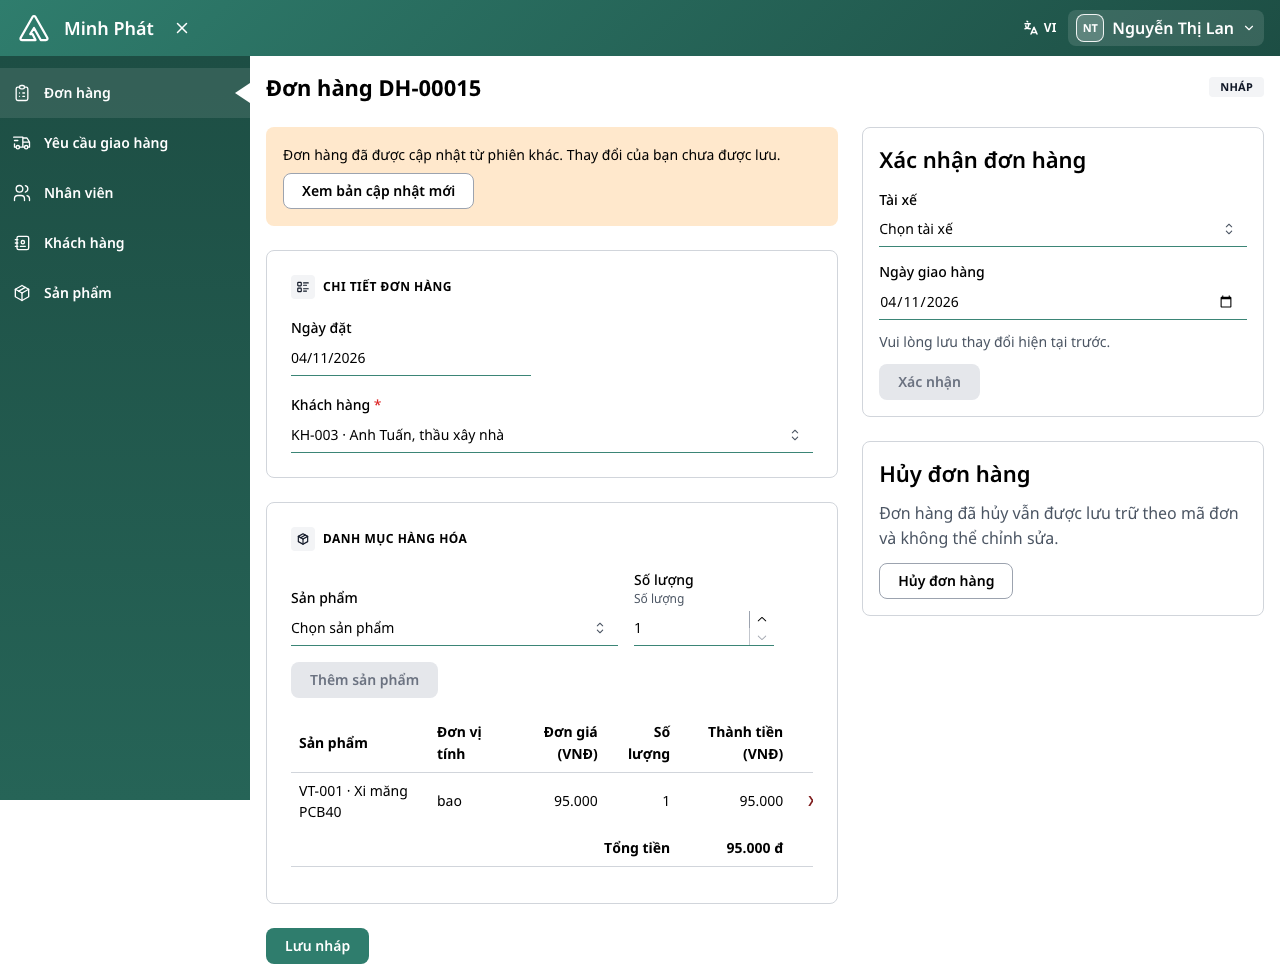 Minh Phát
VI
NT
Nguyễn Thị Lan
Đơn hàng
Yêu cầu giao hàng
Nhân viên
Khách hàng
Sản phẩm
Đơn hàng DH-00015
NHÁP
Đơn hàng đã được cập nhật từ phiên khác. Thay đổi của bạn chưa được lưu.
Xem bản cập nhật mới
CHI TIẾT ĐƠN HÀNG
Ngày đặt
04/11/2026
Khách hàng *
KH-003 · Anh Tuấn, thầu xây nhà
DANH MỤC HÀNG HÓA
Sản phẩm
Chọn sản phẩm
Số lượng
Số lượng
1
Thêm sản phẩm
Sản phẩm
Đơn vị
tính
Đơn giá
(VNĐ)
Số
lượng
Thành tiền
(VNĐ)
VT-001 · Xi măng
PCB40
bao
95.000
1
95.000
Tổng tiền
95.000 đ
Lưu nháp
Xác nhận đơn hàng
Tài xế
Chọn tài xế
Ngày giao hàng
04/11/2026
Vui lòng lưu thay đổi hiện tại trước.
Xác nhận
Hủy đơn hàng
Đơn hàng đã hủy vẫn được lưu trữ theo mã đơn
và không thể chỉnh sửa.
Hủy đơn hàng